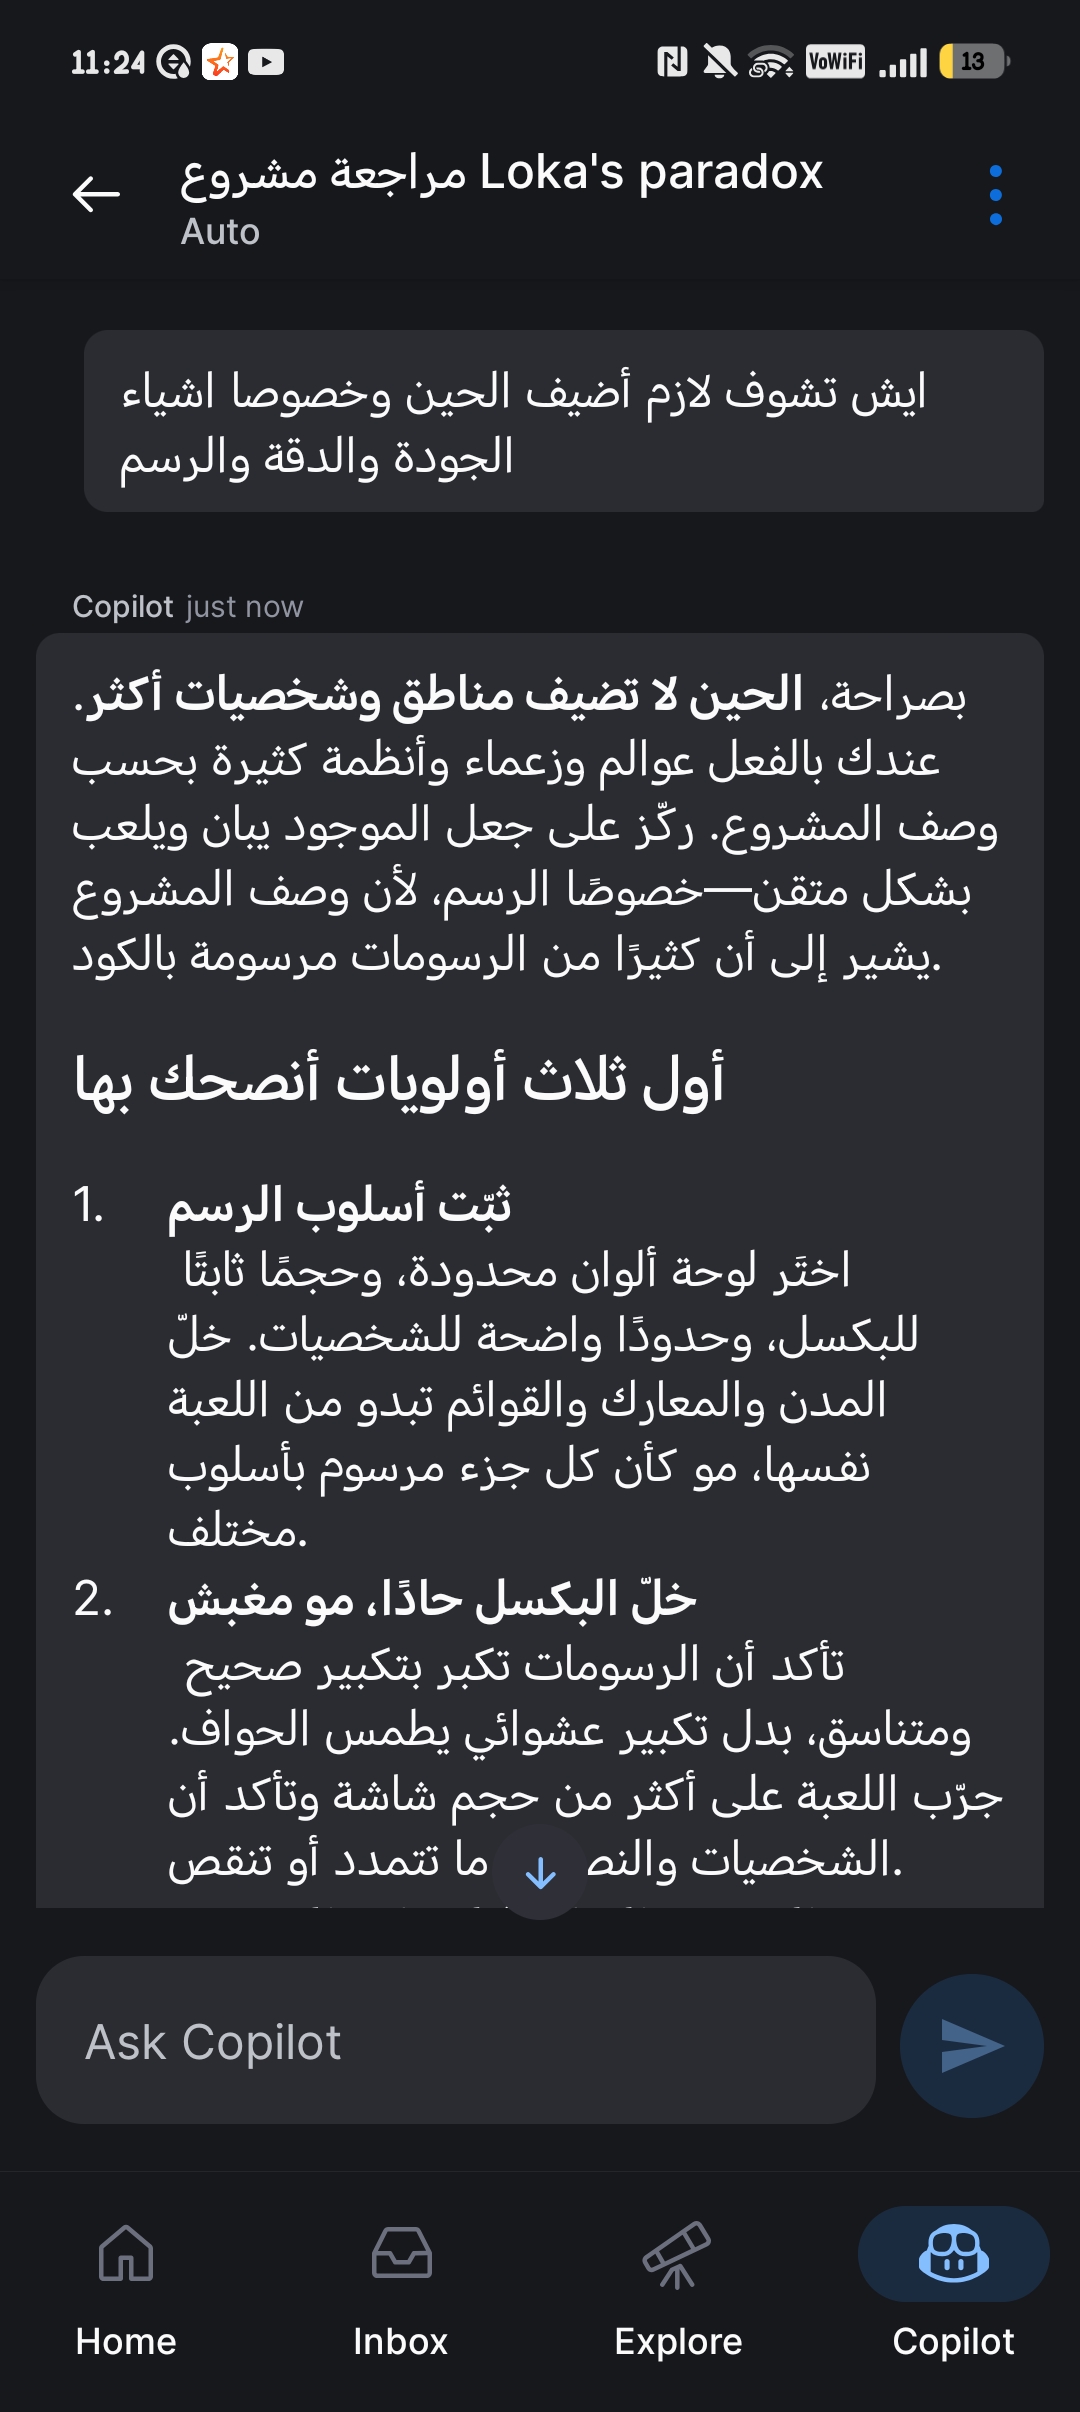 11:24
VoWiFi
13
مراجعة مشروع Loka's paradox
Auto
ايش تشوف لازم أضيف الحين وخصوصا اشياء
الجودة والدقة والرسم
Copilot just now
بصراحة، الحين لا تضيف مناطق وشخصيات أكثر.
عندك بالفعل عوالم وزعماء وأنظمة كثيرة بحسب
وصف المشروع. ركّز على جعل الموجود يبان ويلعب
بشكل متقن—خصوصًا الرسم، لأن وصف المشروع
يشير إلى أن كثيرًا من الرسومات مرسومة بالكود.
أول ثلاث أولويات أنصحك بها
1. ثبّت أسلوب الرسم
اختَر لوحة ألوان محدودة، وحجمًا ثابتًا
للبكسل، وحدودًا واضحة للشخصيات. خلّ
المدن والمعارك والقوائم تبدو من اللعبة
نفسها، مو كأن كل جزء مرسوم بأسلوب
مختلف.
2. خلّ البكسل حادًا، مو مغبش
تأكد أن الرسومات تكبر بتكبير صحيح
ومتناسق، بدل تكبير عشوائي يطمس الحواف.
جرّب اللعبة على أكثر من حجم شاشة وتأكد أن
الشخصيات ما تتمدد أو تنقص.
Ask Copilot
Home
Inbox
Explore
Copilot